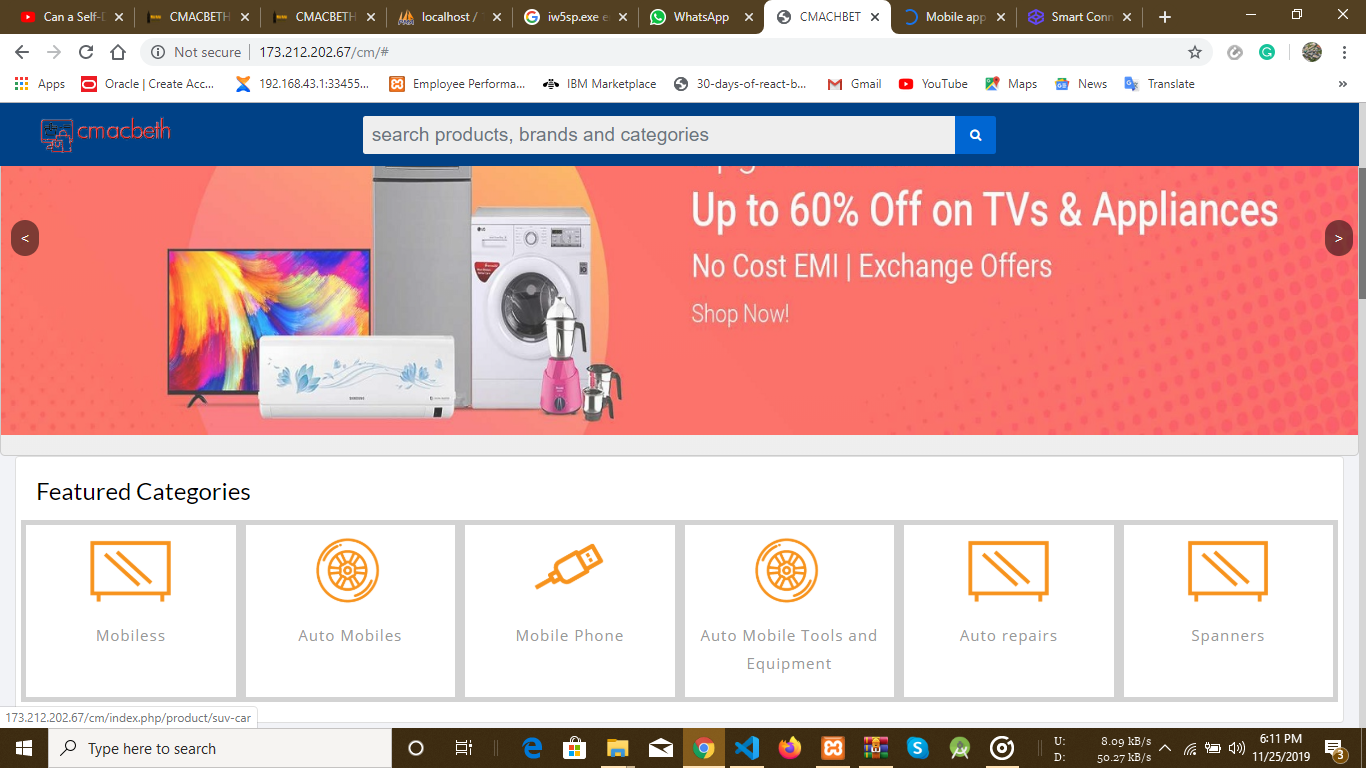 Can a Self-D
CMACBETH
CMACBETH
localhost /
iw5sp.exe e
WhatsApp
CMACHBET
Mobile app
Smart Conn
Not secure
173.212.202.67/cm/#
Apps
Oracle | Create Acc...
192.168.43.1:33455...
Employee Performa...
IBM Marketplace
30-days-of-react-b...
Gmail
YouTube
Maps
News
Translate
»
cmacbeth
search products, brands and categories
Up to 60% Off on TVs & Appliances
<
>
No Cost EMI | Exchange Offers
Shop Now!
LG
SAMSUNG
Featured Categories
Mobiless
Auto Mobiles
Mobile Phone
Auto Mobile Tools and
Equipment
Auto repairs
Spanners
173.212.202.67/cm/index.php/product/suv-car
Type here to search
U: 8.09 kB/s
D: 50.27 kB/s
6:11 PM
11/25/2019
3